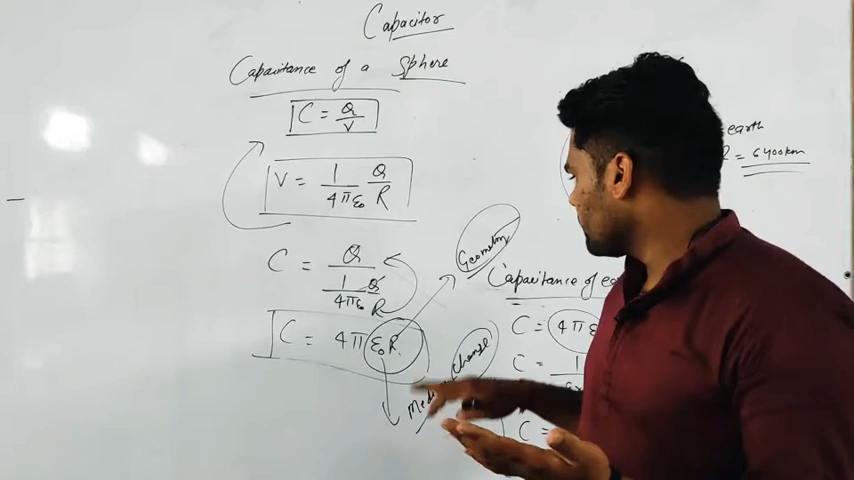 Capacitor
Capacitance of a Sphere
C = Q/V
V = 1/4πε₀ Q/R
C = Q / 1/4πε₀ Q/R
C = 4πε₀R.
Geometry
Medium change
earth
= 6400km
Capacitance of
C = 4π
C = 1
C =